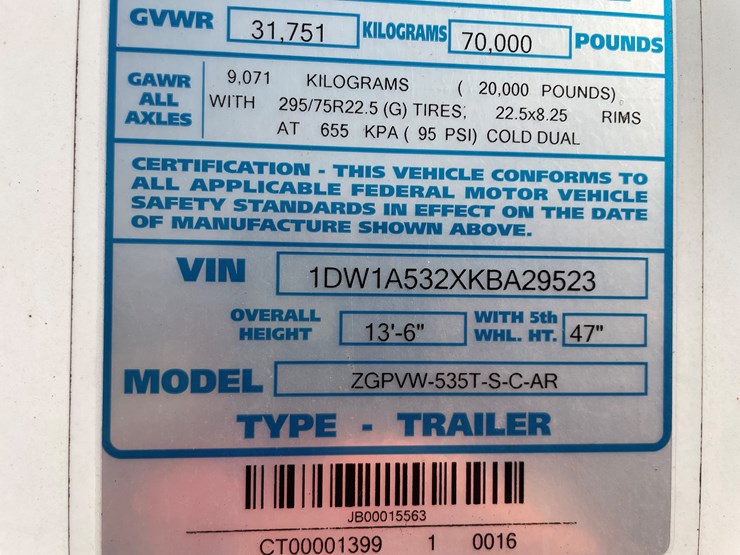 GVWR 31,751 KILOGRAMS 70,000 POUNDS
GAWR 9,071 KILOGRAMS ( 20,000 POUNDS)
ALL WITH 295/75R22.5 (G) TIRES; 22.5x8.25 RIMS
AXLES AT 655 KPA ( 95 PSI) COLD DUAL
CERTIFICATION - THIS VEHICLE CONFORMS TO
ALL APPLICABLE FEDERAL MOTOR VEHICLE
SAFETY STANDARDS IN EFFECT ON THE DATE
OF MANUFACTURE SHOWN ABOVE.
VIN 1DW1A532XKBA29523
OVERALL HEIGHT 13'-6" WITH 5th WHL. HT. 47"
MODEL ZGPVW-535T-S-C-AR
TYPE - TRAILER
JB00015563
CT00001399 1 0016